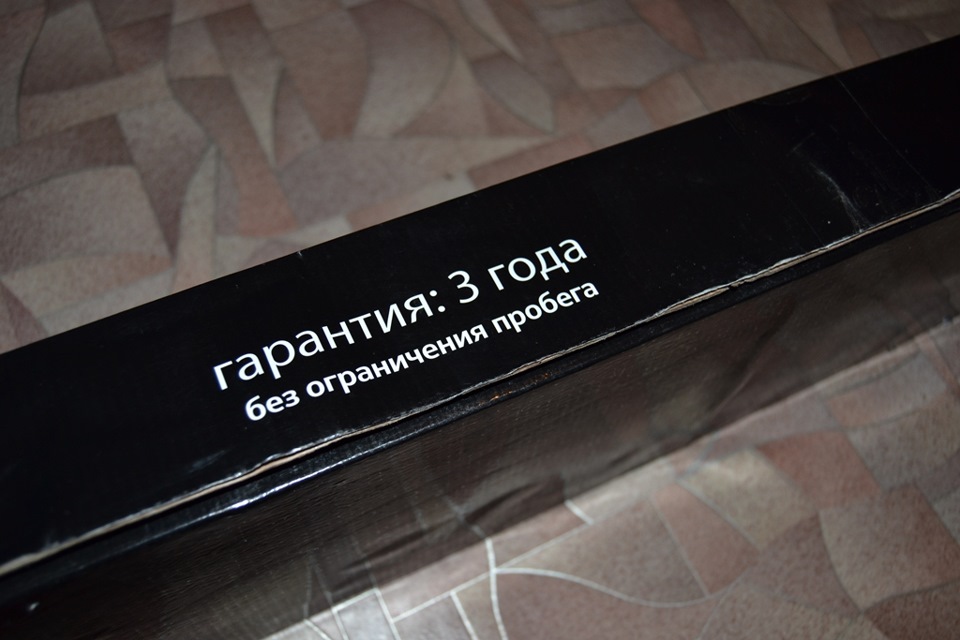 гарантия: 3 года
без ограничения пробега